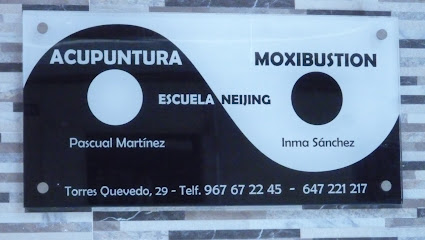 ACUPUNTURA MOXIBUSTION
ESCUELA NEIJING
Pascual Martínez Inma Sánchez
Torres Quevedo, 29 - Telf. 967 67 22 45 - 647 221 217